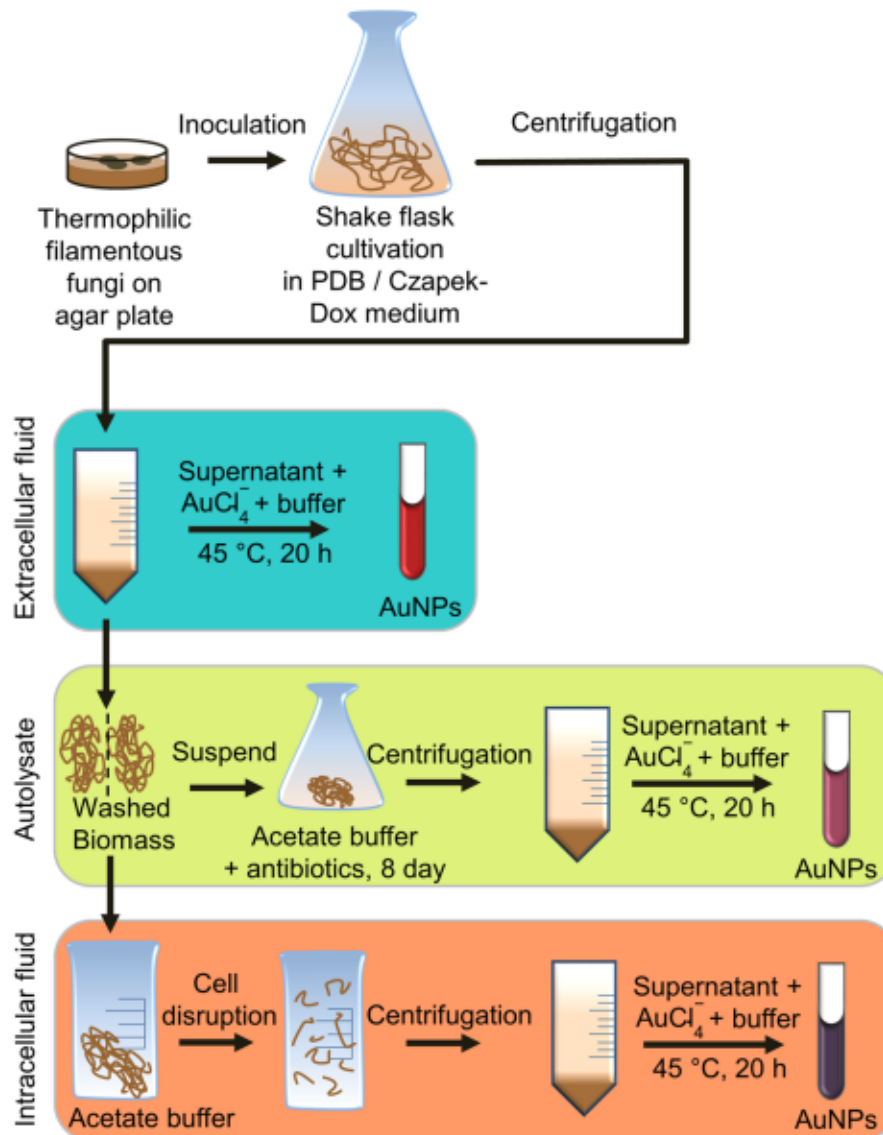 Inoculation
Centrifugation
Thermophilic
filamentous
fungi on
agar plate
Shake flask
cultivation
in PDB / Czapek-
Dox medium
Extracellular fluid
Supernatant +
AuCl₄⁻ + buffer
45 °C, 20 h
AuNPs
Autolysate
Washed
Biomass
Suspend
Acetate buffer
+ antibiotics, 8 day
Centrifugation
Supernatant +
AuCl₄⁻ + buffer
45 °C, 20 h
AuNPs
Intracellular fluid
Acetate buffer
Cell
disruption
Centrifugation
Supernatant +
AuCl₄⁻ + buffer
45 °C, 20 h
AuNPs